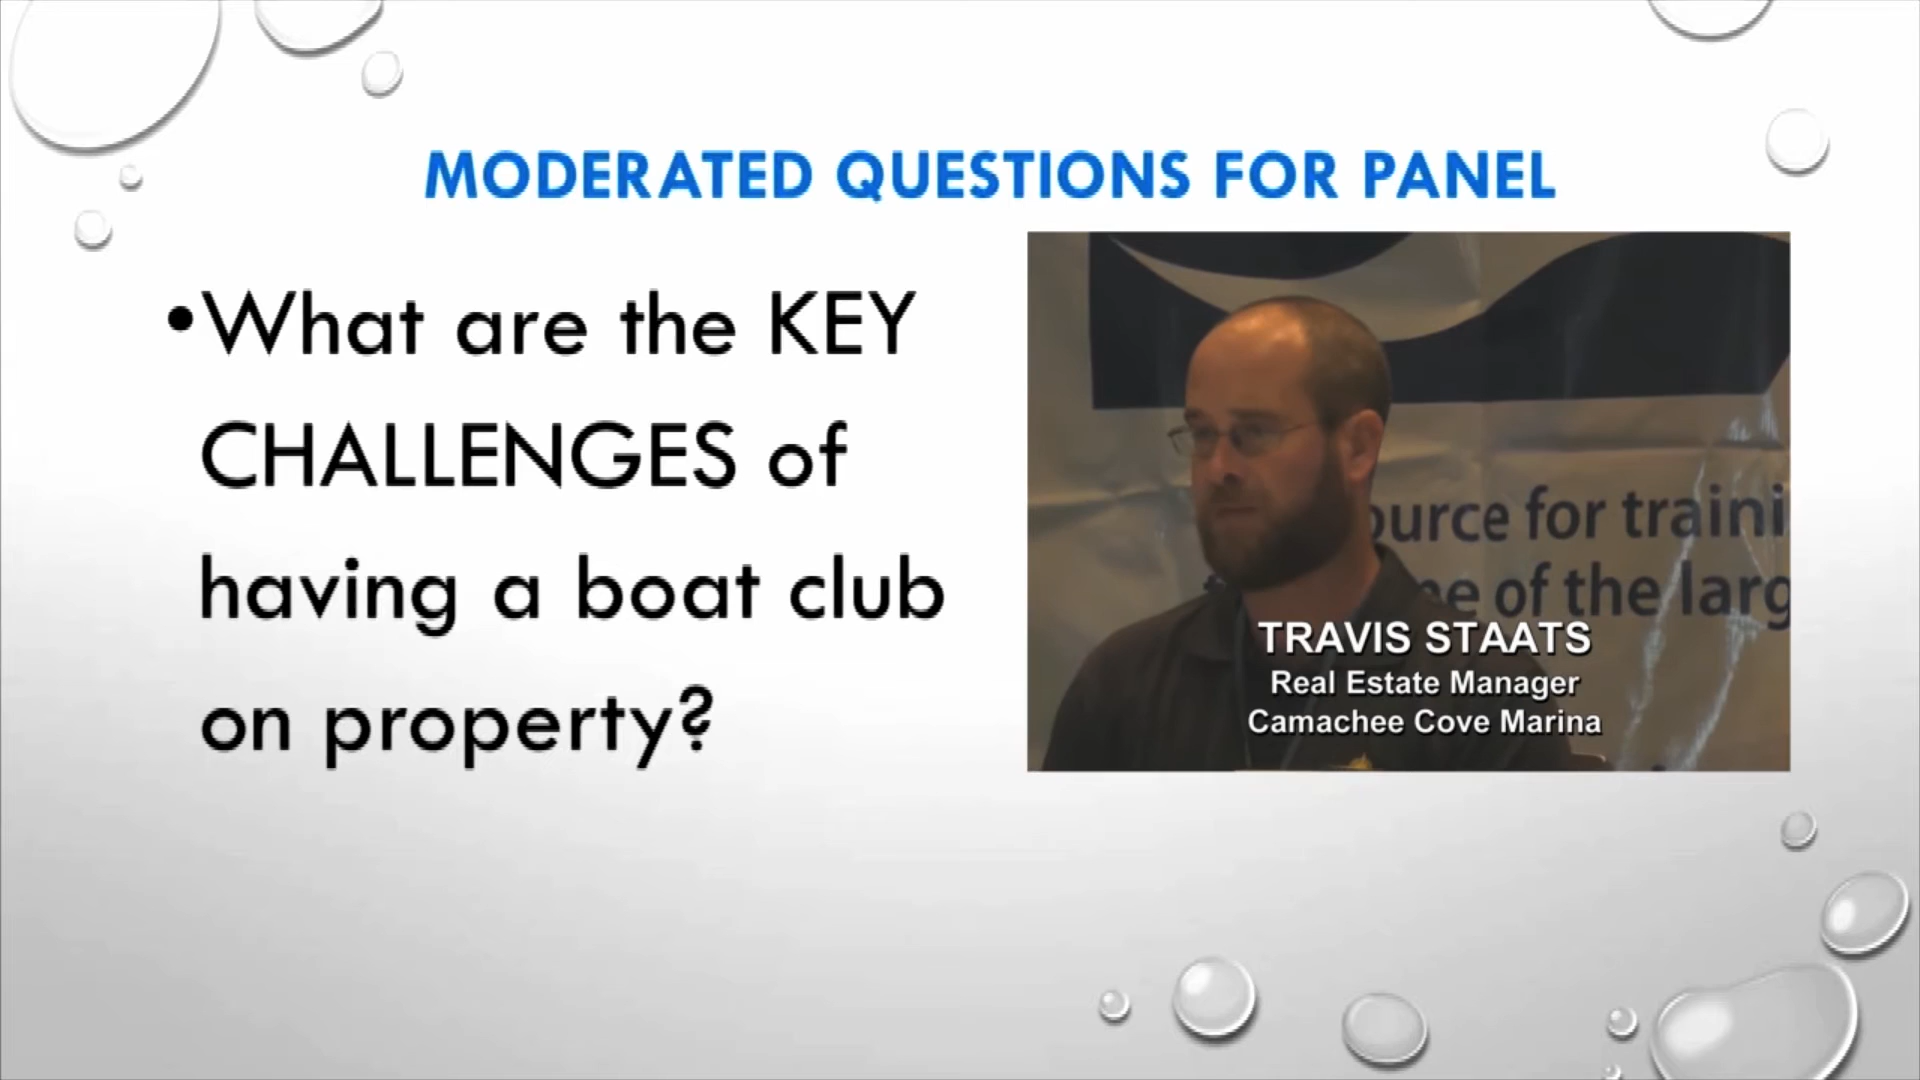 MODERATED QUESTIONS FOR PANEL
•What are the KEY
CHALLENGES of
having a boat club
on property?
ource for traini
e of the larg
TRAVIS STAATS
Real Estate Manager
Camachee Cove Marina